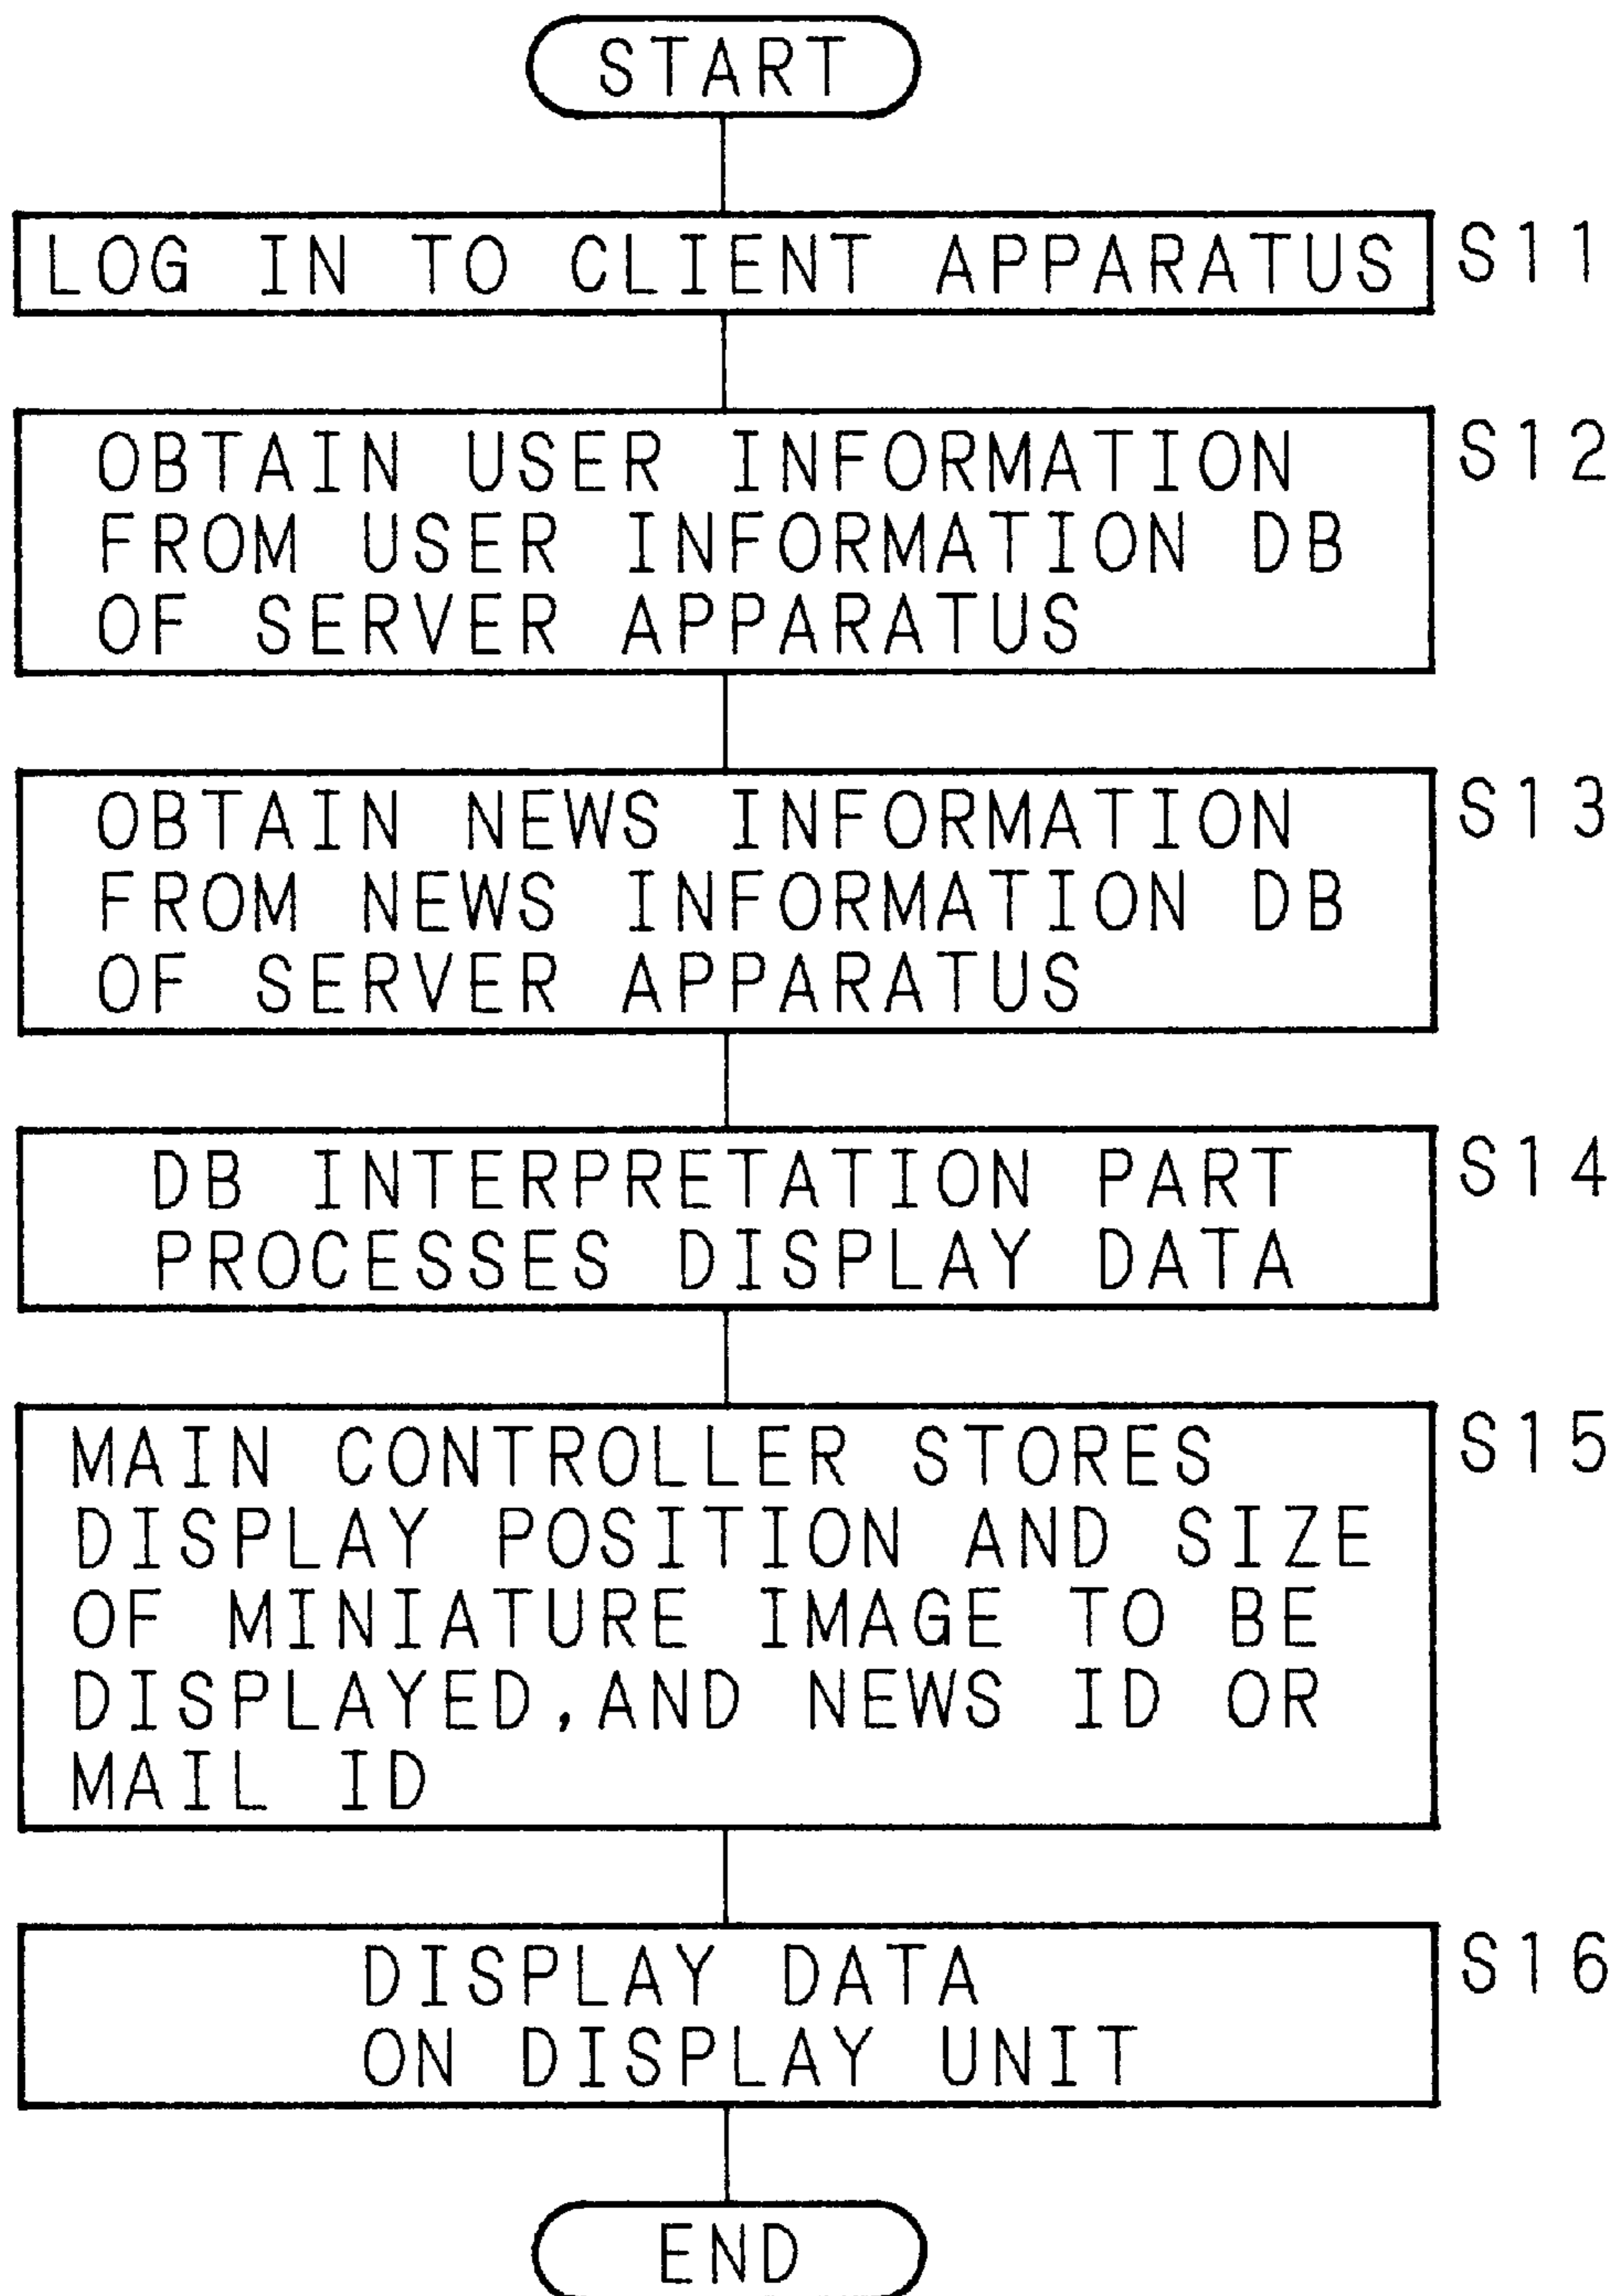 START
LOG IN TO CLIENT APPARATUS S11
OBTAIN USER INFORMATION S12
FROM USER INFORMATION DB
OF SERVER APPARATUS
OBTAIN NEWS INFORMATION S13
FROM NEWS INFORMATION DB
OF SERVER APPARATUS
DB INTERPRETATION PART S14
PROCESSES DISPLAY DATA
MAIN CONTROLLER STORES S15
DISPLAY POSITION AND SIZE
OF MINIATURE IMAGE TO BE
DISPLAYED,AND NEWS ID OR
MAIL ID
DISPLAY DATA S16
ON DISPLAY UNIT
END